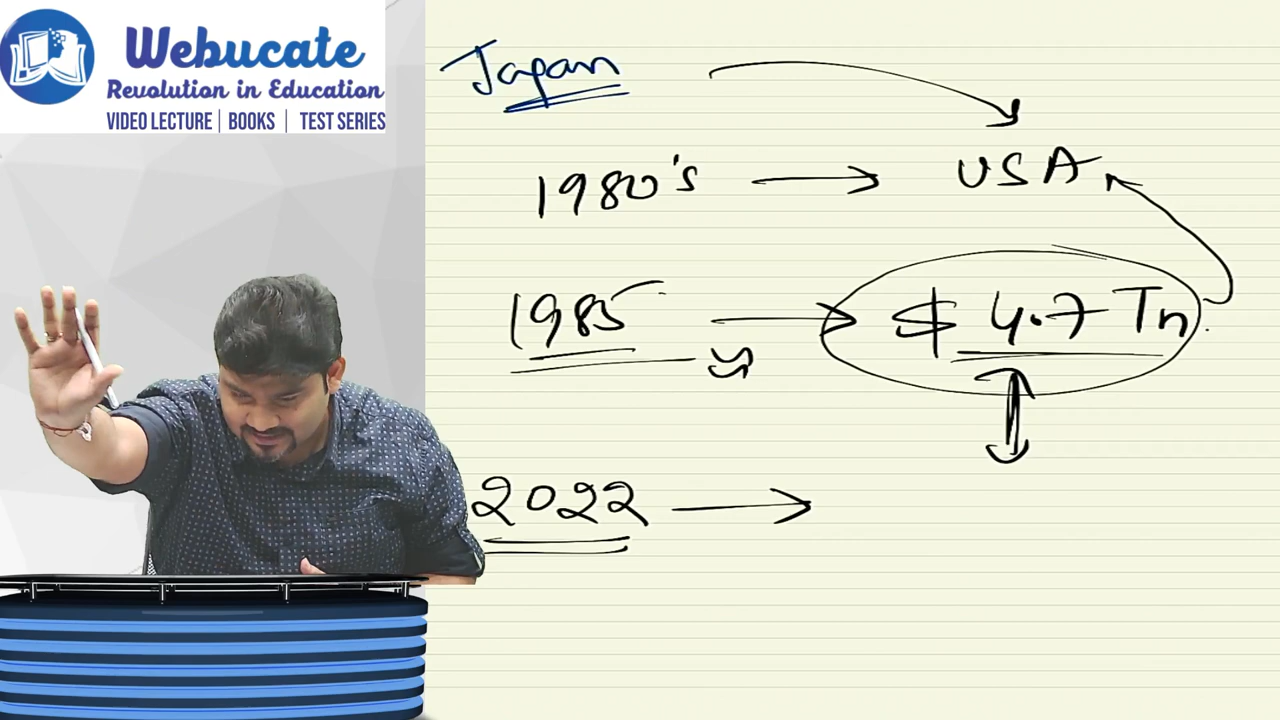 Webucate
Revolution in Education
VIDEO LECTURE | BOOKS | TEST SERIES
Japan
1980's → USA
1985 → $ 4.7 Tn
2022 →